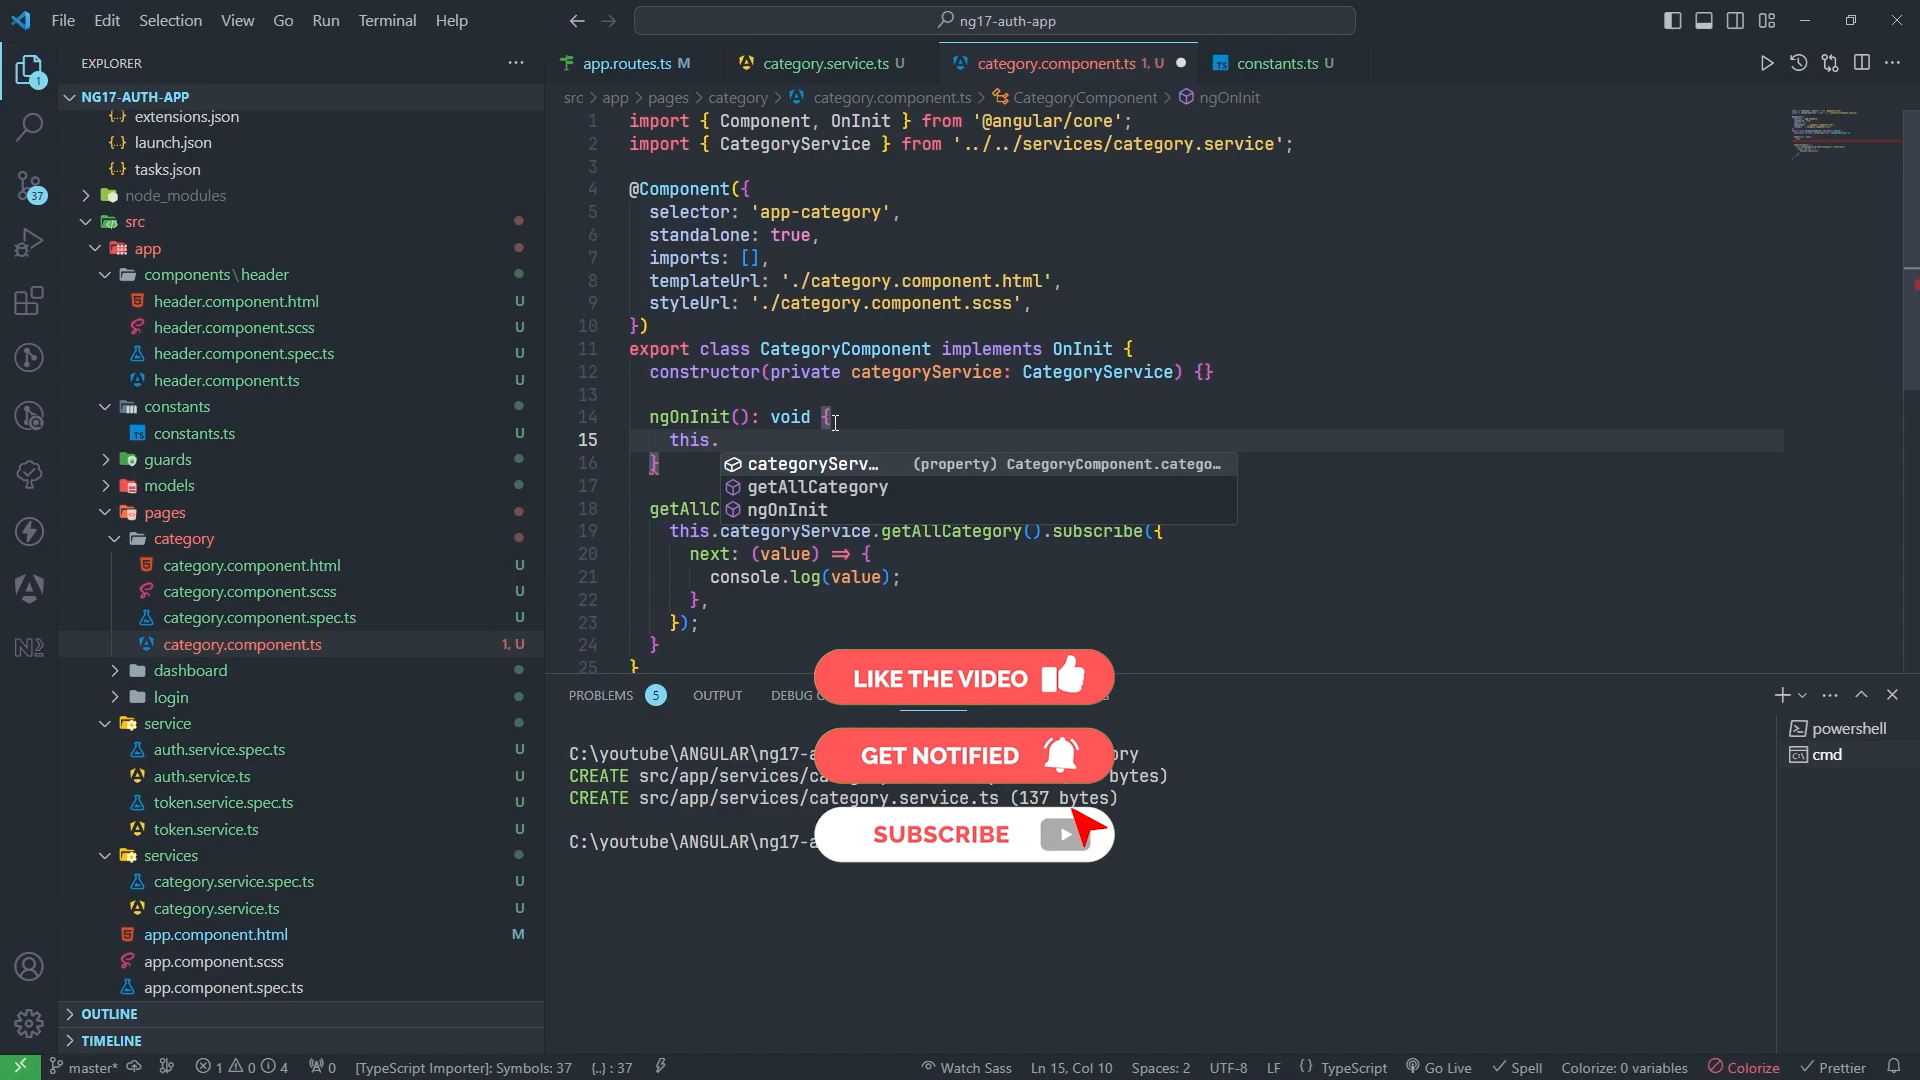 File Edit Selection View Go Run Terminal Help
ng17-auth-app
EXPLORER
NG17-AUTH-APP
extensions.json
launch.json
tasks.json
node_modules
src
app
components\header
header.component.html U
header.component.scss U
header.component.spec.ts U
header.component.ts U
constants
constants.ts U
guards
models
pages
category
category.component.html U
category.component.scss U
category.component.spec.ts U
category.component.ts 1, U
dashboard
login
service
auth.service.spec.ts U
auth.service.ts U
token.service.spec.ts U
token.service.ts U
services
category.service.spec.ts U
category.service.ts U
app.component.html M
app.component.scss
app.component.spec.ts
OUTLINE
TIMELINE
1
37
app.routes.ts M category.service.ts U category.component.ts 1, U constants.ts U
src > app > pages > category > category.component.ts > CategoryComponent > ngOnInit
1 import { Component, OnInit } from '@angular/core';
2 import { CategoryService } from '../../services/category.service';
3
4 @Component({
5 selector: 'app-category',
6 standalone: true,
7 imports: [],
8 templateUrl: './category.component.html',
9 styleUrl: './category.component.scss',
10 })
11 export class CategoryComponent implements OnInit {
12 constructor(private categoryService: CategoryService) {}
13
14 ngOnInit(): void {
15 this.
16 }
categoryServ… (property) CategoryComponent.catego…
17
getAllCategory
18 getAllC
ngOnInit
19 this.categoryService.getAllCategory().subscribe({
20 next: (value) => {
21 console.log(value);
22 },
23 });
24 }
25 }
LIKE THE VIDEO
PROBLEMS 5 OUTPUT DEBUG
powershell
cmd
GET NOTIFIED
C:\youtube\ANGULAR\ng17-a ory
CREATE src/app/services/ca bytes)
CREATE src/app/services/category.service.ts (137 bytes)
SUBSCRIBE
C:\youtube\ANGULAR\ng17-a
master* 1 0 4 0 [TypeScript Importer]: Symbols: 37 {..} : 37 Watch Sass Ln 15, Col 10 Spaces: 2 UTF-8 LF {} TypeScript Go Live Spell Colorize: 0 variables Colorize Prettier